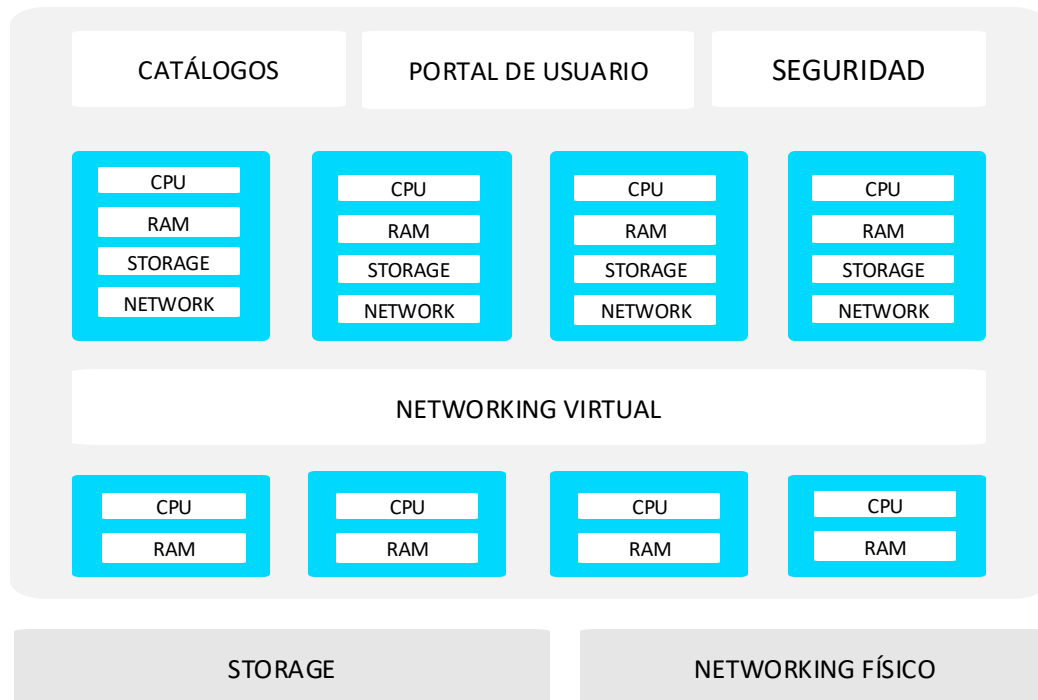 CATÁLOGOS
PORTAL DE USUARIO
SEGURIDAD
CPU
RAM
STORAGE
NETWORK
CPU
RAM
STORAGE
NETWORK
CPU
RAM
STORAGE
NETWORK
CPU
RAM
STORAGE
NETWORK
NETWORKING VIRTUAL
CPU
RAM
CPU
RAM
CPU
RAM
CPU
RAM
STORAGE
NETWORKING FÍSICO